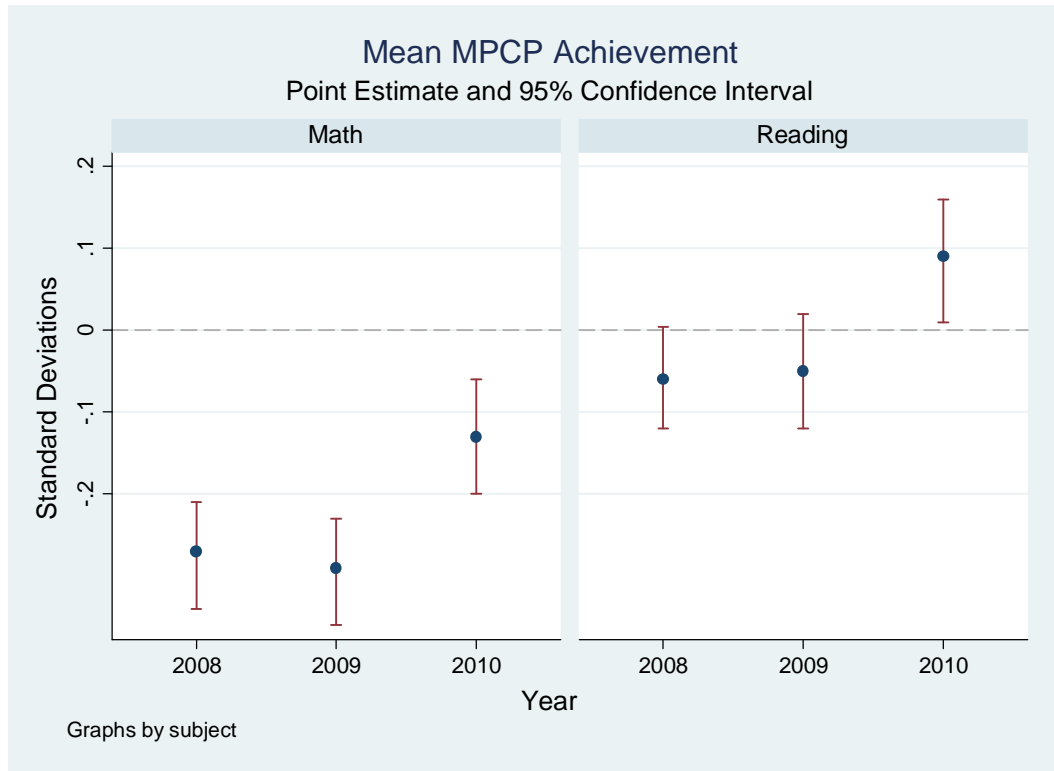 Mean MPCP Achievement
Point Estimate and 95% Confidence Interval
Math
Reading
Standard Deviations
.2
.1
0
-.1
-.2
2008 2009 2010
2008 2009 2010
Year
Graphs by subject